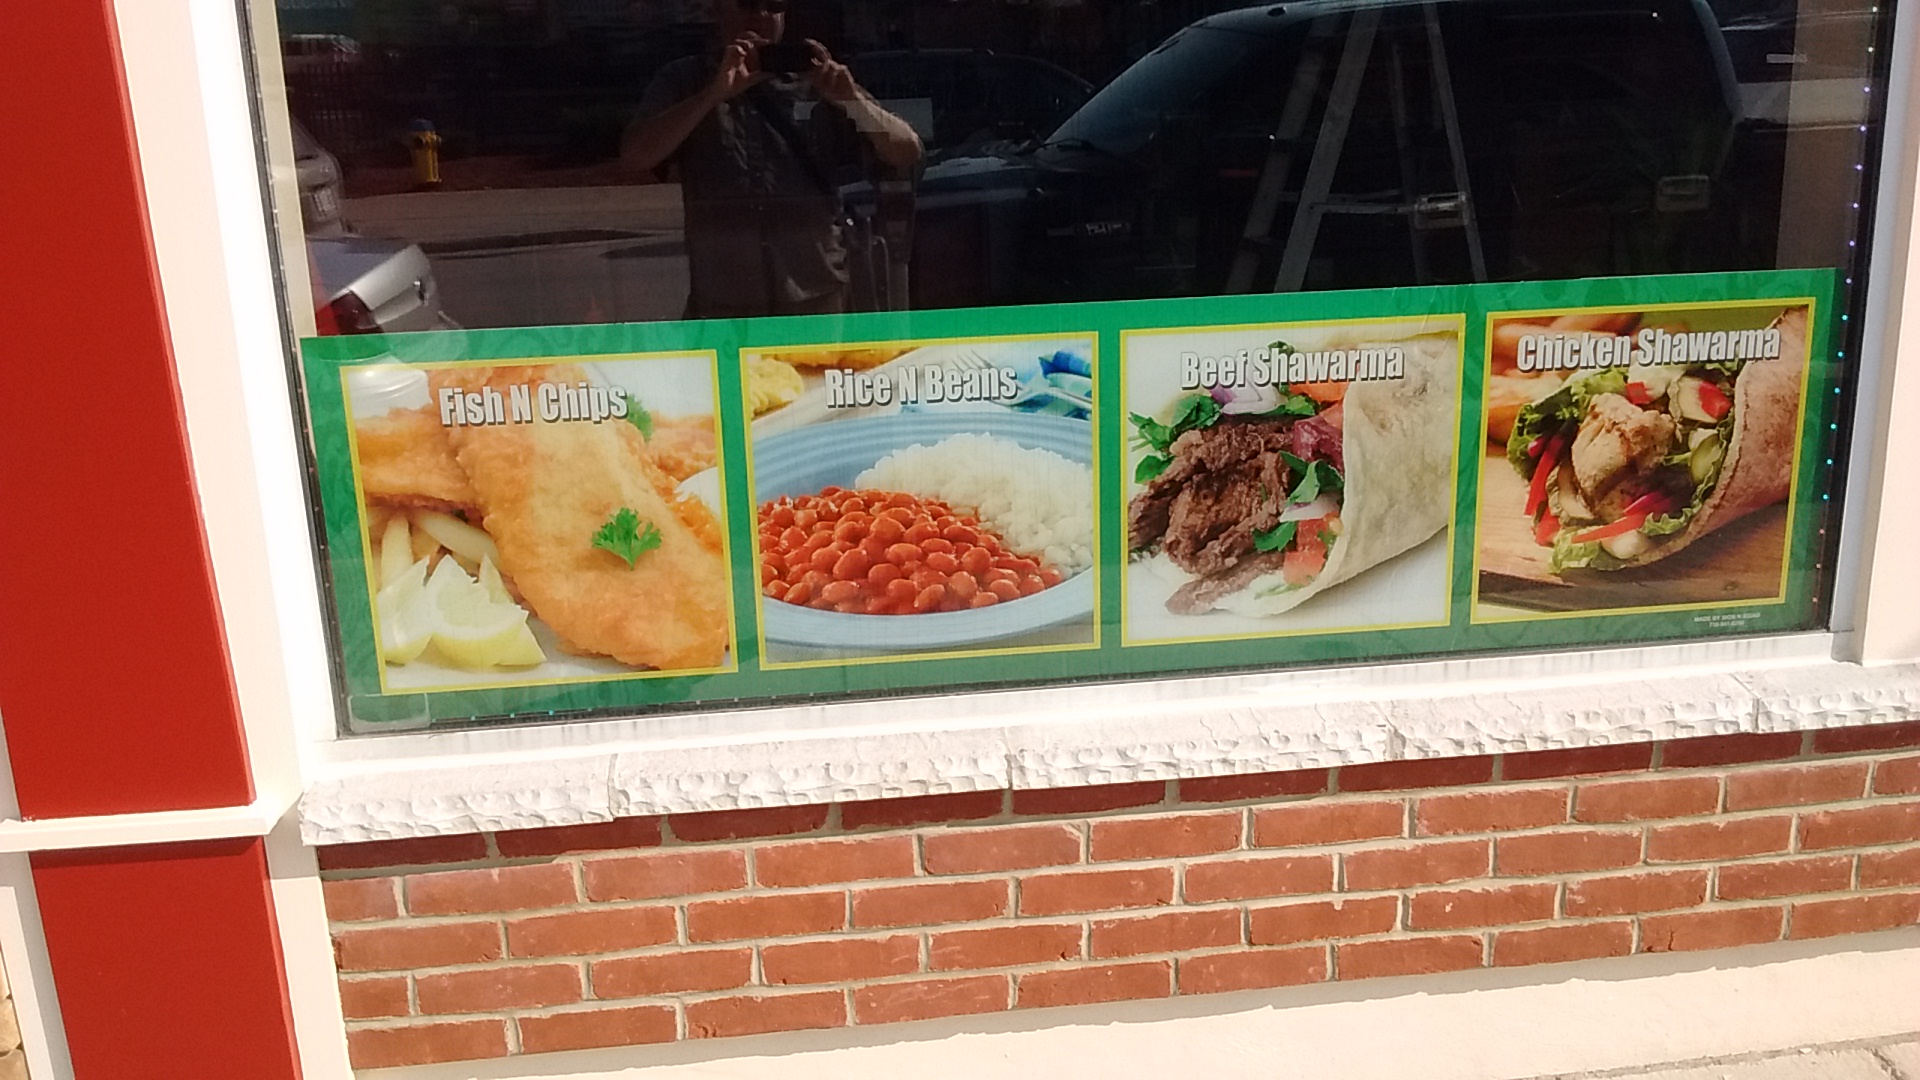 Fish N Chips
Rice N Beans
Beef Shawarma
Chicken Shawarma